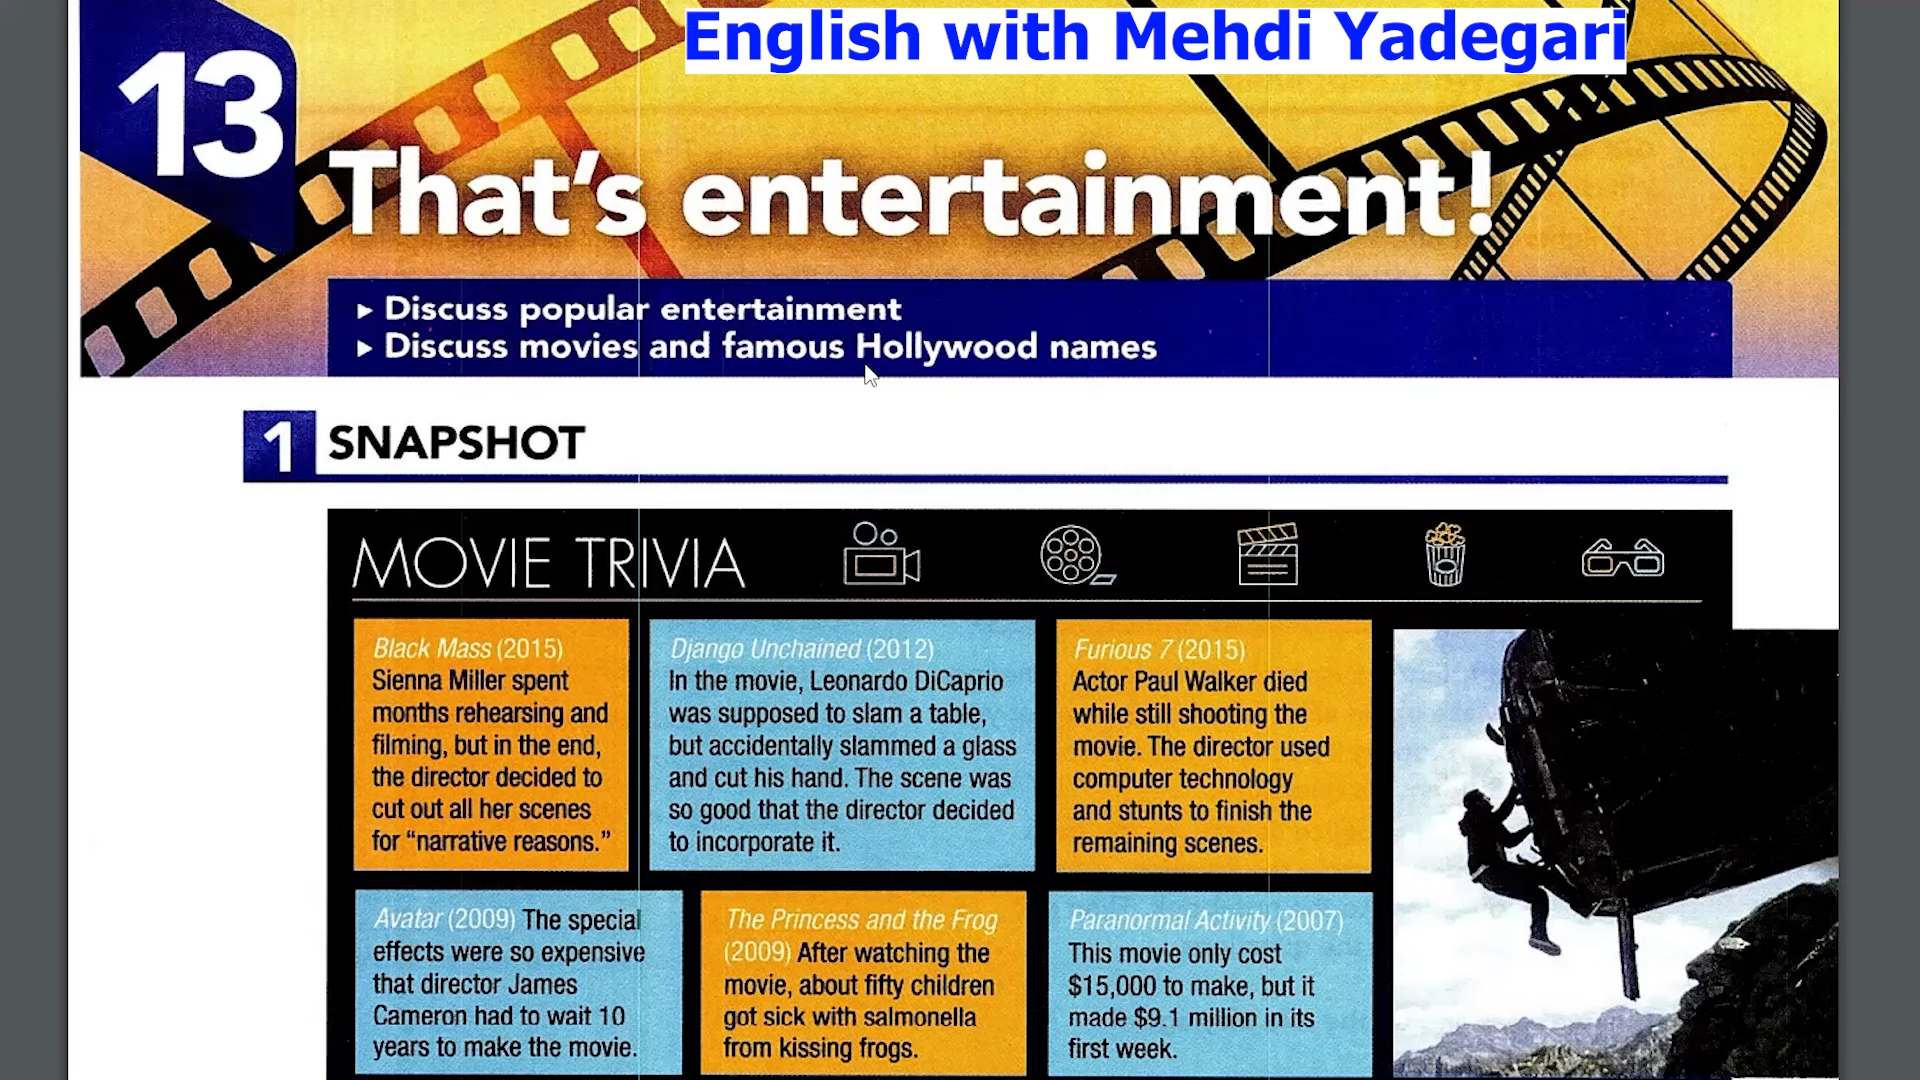 English with Mehdi Yadegari
13
That's entertainment!
▸ Discuss popular entertainment
▸ Discuss movies and famous Hollywood names
1 SNAPSHOT
MOVIE TRIVIA
Black Mass (2015)
Sienna Miller spent
months rehearsing and
filming, but in the end,
the director decided to
cut out all her scenes
for “narrative reasons.”
Django Unchained (2012)
In the movie, Leonardo DiCaprio
was supposed to slam a table,
but accidentally slammed a glass
and cut his hand. The scene was
so good that the director decided
to incorporate it.
Furious 7 (2015)
Actor Paul Walker died
while still shooting the
movie. The director used
computer technology
and stunts to finish the
remaining scenes.
Avatar (2009) The special
effects were so expensive
that director James
Cameron had to wait 10
years to make the movie.
The Princess and the Frog
(2009) After watching the
movie, about fifty children
got sick with salmonella
from kissing frogs.
Paranormal Activity (2007)
This movie only cost
$15,000 to make, but it
made $9.1 million in its
first week.